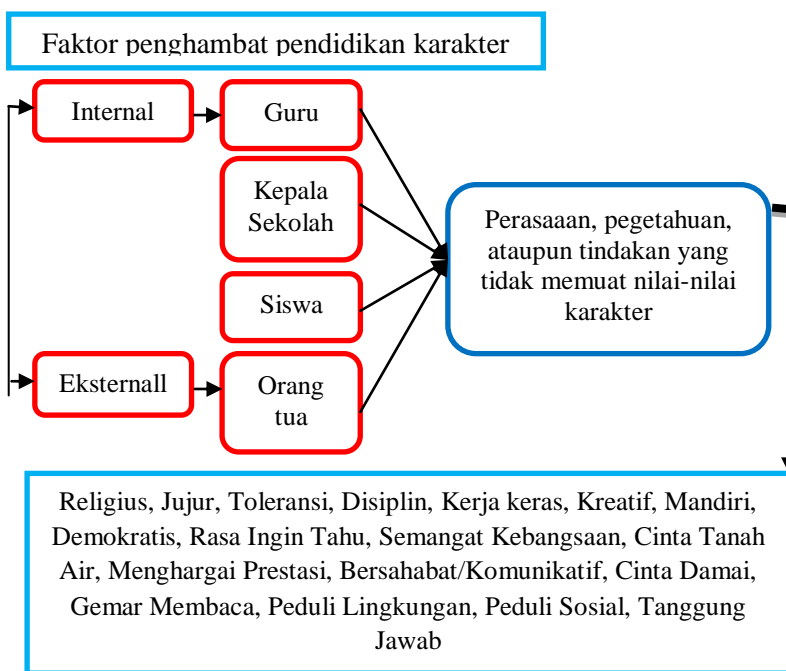 Faktor penghambat pendidikan karakter
Internal
Guru
Kepala
Sekolah
Siswa
Eksternall
Orang
tua
Perasaaan, pegetahuan,
ataupun tindakan yang
tidak memuat nilai-nilai
karakter
Religius, Jujur, Toleransi, Disiplin, Kerja keras, Kreatif, Mandiri,
Demokratis, Rasa Ingin Tahu, Semangat Kebangsaan, Cinta Tanah
Air, Menghargai Prestasi, Bersahabat/Komunikatif, Cinta Damai,
Gemar Membaca, Peduli Lingkungan, Peduli Sosial, Tanggung
Jawab